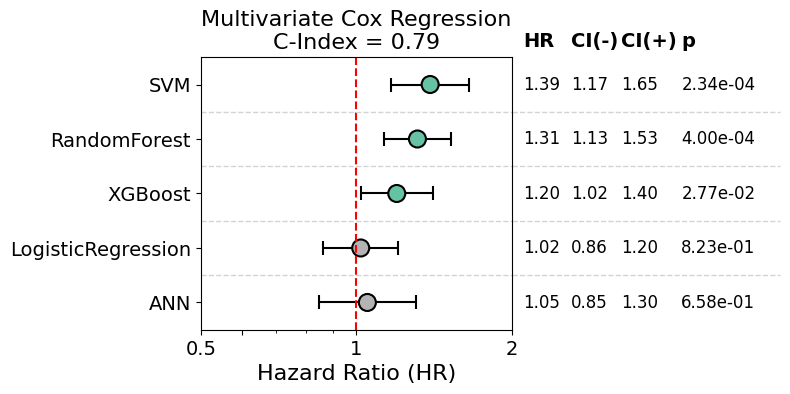 Multivariate Cox Regression
C-Index = 0.79
HR CI(-) CI(+) p
SVM 1.39 1.17 1.65 2.34e-04
RandomForest 1.31 1.13 1.53 4.00e-04
XGBoost 1.20 1.02 1.40 2.77e-02
LogisticRegression 1.02 0.86 1.20 8.23e-01
ANN 1.05 0.85 1.30 6.58e-01
0.5 1 2
Hazard Ratio (HR)